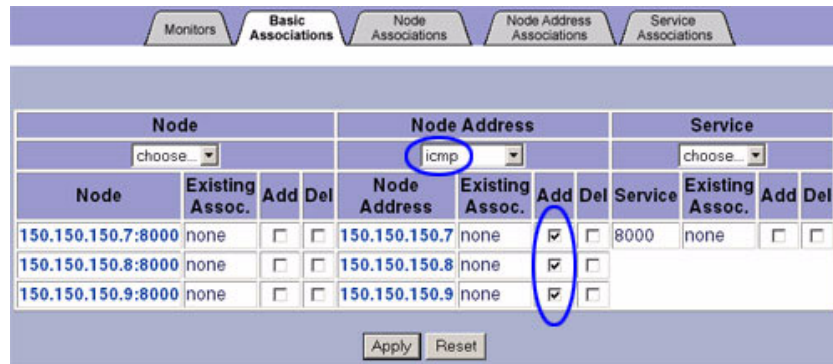 Monitors Basic Associations Node Associations Node Address Associations Service Associations
Node Node Address Service
choose... icmp choose...
Node Existing Assoc. Add Del Node Address Existing Assoc. Add Del Service Existing Assoc. Add Del
150.150.150.7:8000 none 150.150.150.7 none 8000 none
150.150.150.8:8000 none 150.150.150.8 none
150.150.150.9:8000 none 150.150.150.9 none
Apply Reset